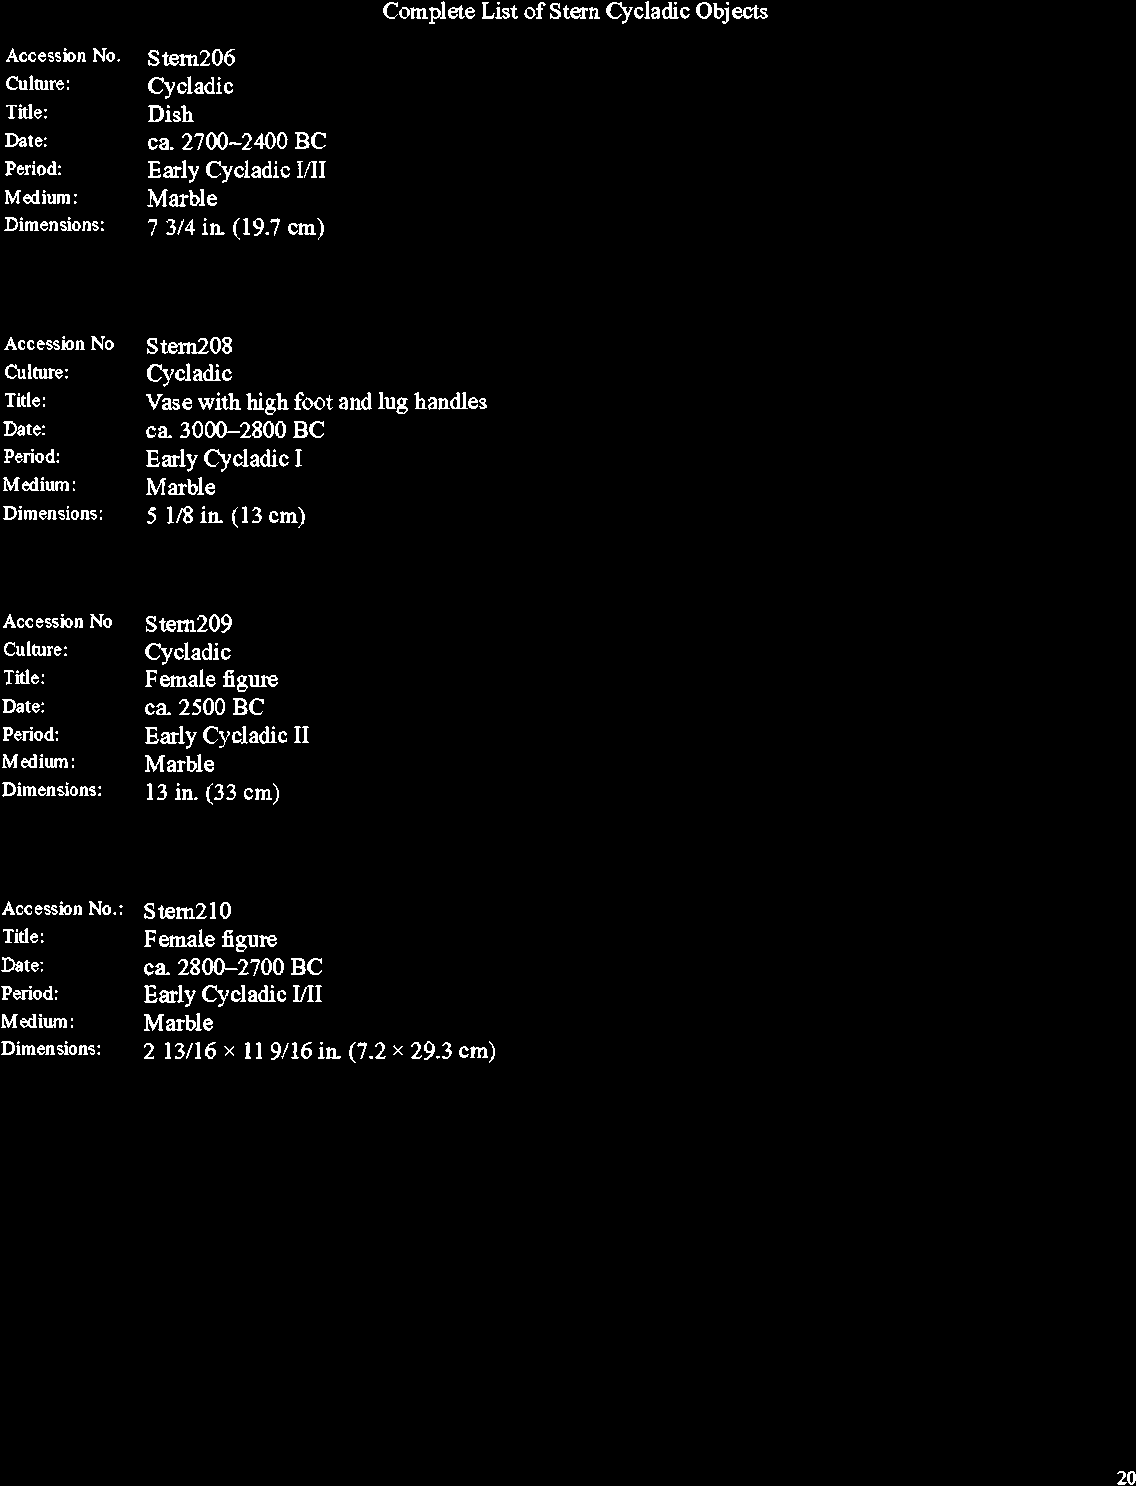 Complete List of Stern Cycladic Objects
Accession No. Stern206
Culture: Cycladic
Title: Dish
Date: ca. 2700–2400 BC
Period: Early Cycladic I/II
Medium: Marble
Dimensions: 7 3/4 in. (19.7 cm)
Accession No Stern208
Culture: Cycladic
Title: Vase with high foot and lug handles
Date: ca. 3000–2800 BC
Period: Early Cycladic I
Medium: Marble
Dimensions: 5 1/8 in. (13 cm)
Accession No Stern209
Culture: Cycladic
Title: Female figure
Date: ca. 2500 BC
Period: Early Cycladic II
Medium: Marble
Dimensions: 13 in. (33 cm)
Accession No.: Stern210
Title: Female figure
Date: ca. 2800–2700 BC
Period: Early Cycladic I/II
Medium: Marble
Dimensions: 2 13/16 × 11 9/16 in. (7.2 × 29.3 cm)
20